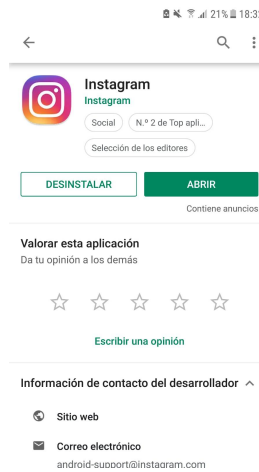 21% 18:32
Instagram
Instagram
Social
N.º 2 de Top apli...
Selección de los editores
DESINSTALAR
ABRIR
Contiene anuncios
Valorar esta aplicación
Da tu opinión a los demás
Escribir una opinión
Información de contacto del desarrollador
Sitio web
Correo electrónico
android-support@instagram.com